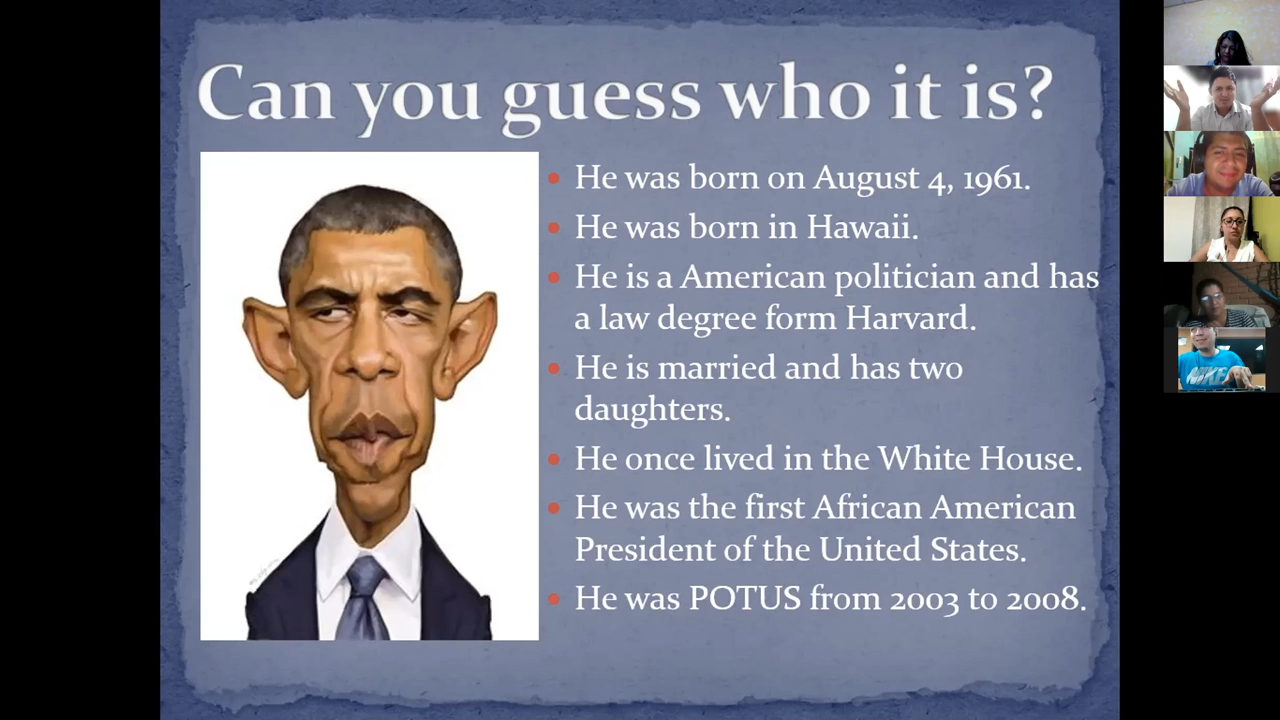 Can you guess who it is?
He was born on August 4, 1961.
He was born in Hawaii.
He is a American politician and has
a law degree form Harvard.
He is married and has two
daughters.
He once lived in the White House.
He was the first African American
President of the United States.
He was POTUS from 2003 to 2008.
NIKE